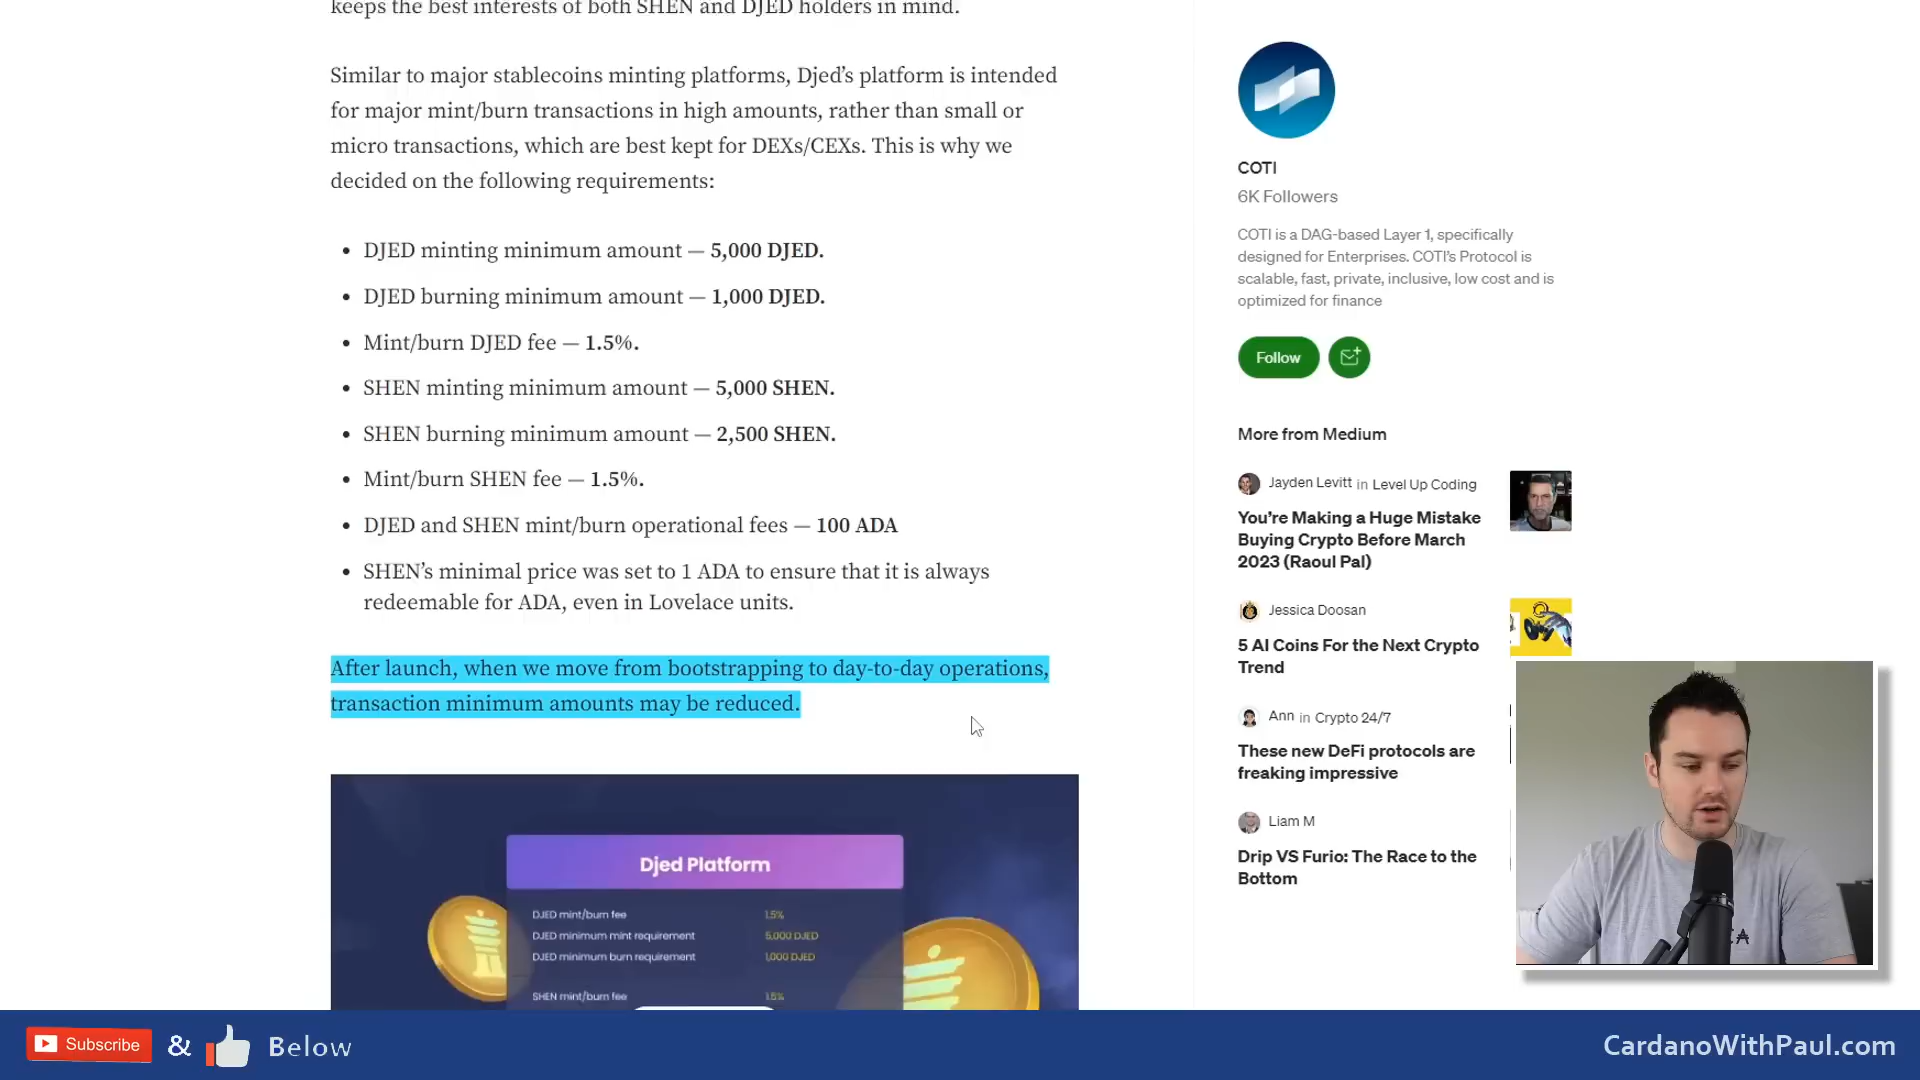 keeps the best interests of both SHEN and DJED holders in mind.
Similar to major stablecoins minting platforms, Djed’s platform is intended
for major mint/burn transactions in high amounts, rather than small or
micro transactions, which are best kept for DEXs/CEXs. This is why we
decided on the following requirements:
• DJED minting minimum amount — 5,000 DJED.
• DJED burning minimum amount — 1,000 DJED.
• Mint/burn DJED fee — 1.5%.
• SHEN minting minimum amount — 5,000 SHEN.
• SHEN burning minimum amount — 2,500 SHEN.
• Mint/burn SHEN fee — 1.5%.
• DJED and SHEN mint/burn operational fees — 100 ADA
• SHEN’s minimal price was set to 1 ADA to ensure that it is always
redeemable for ADA, even in Lovelace units.
After launch, when we move from bootstrapping to day-to-day operations,
transaction minimum amounts may be reduced.
Djed Platform
DJED mint/burn fee 1.5%
DJED minimum mint requirement 5,000 DJED
DJED minimum burn requirement 1,000 DJED
SHEN mint/burn fee 1.5%
COTI
6K Followers
COTI is a DAG-based Layer 1, specifically
designed for Enterprises. COTI’s Protocol is
scalable, fast, private, inclusive, low cost and is
optimized for finance
Follow
More from Medium
Jayden Levitt in Level Up Coding
You’re Making a Huge Mistake
Buying Crypto Before March
2023 (Raoul Pal)
Jessica Doosan
5 AI Coins For the Next Crypto
Trend
Ann in Crypto 24/7
These new DeFi protocols are
freaking impressive
Liam M
Drip VS Furio: The Race to the
Bottom
Subscribe & Below
CardanoWithPaul.com